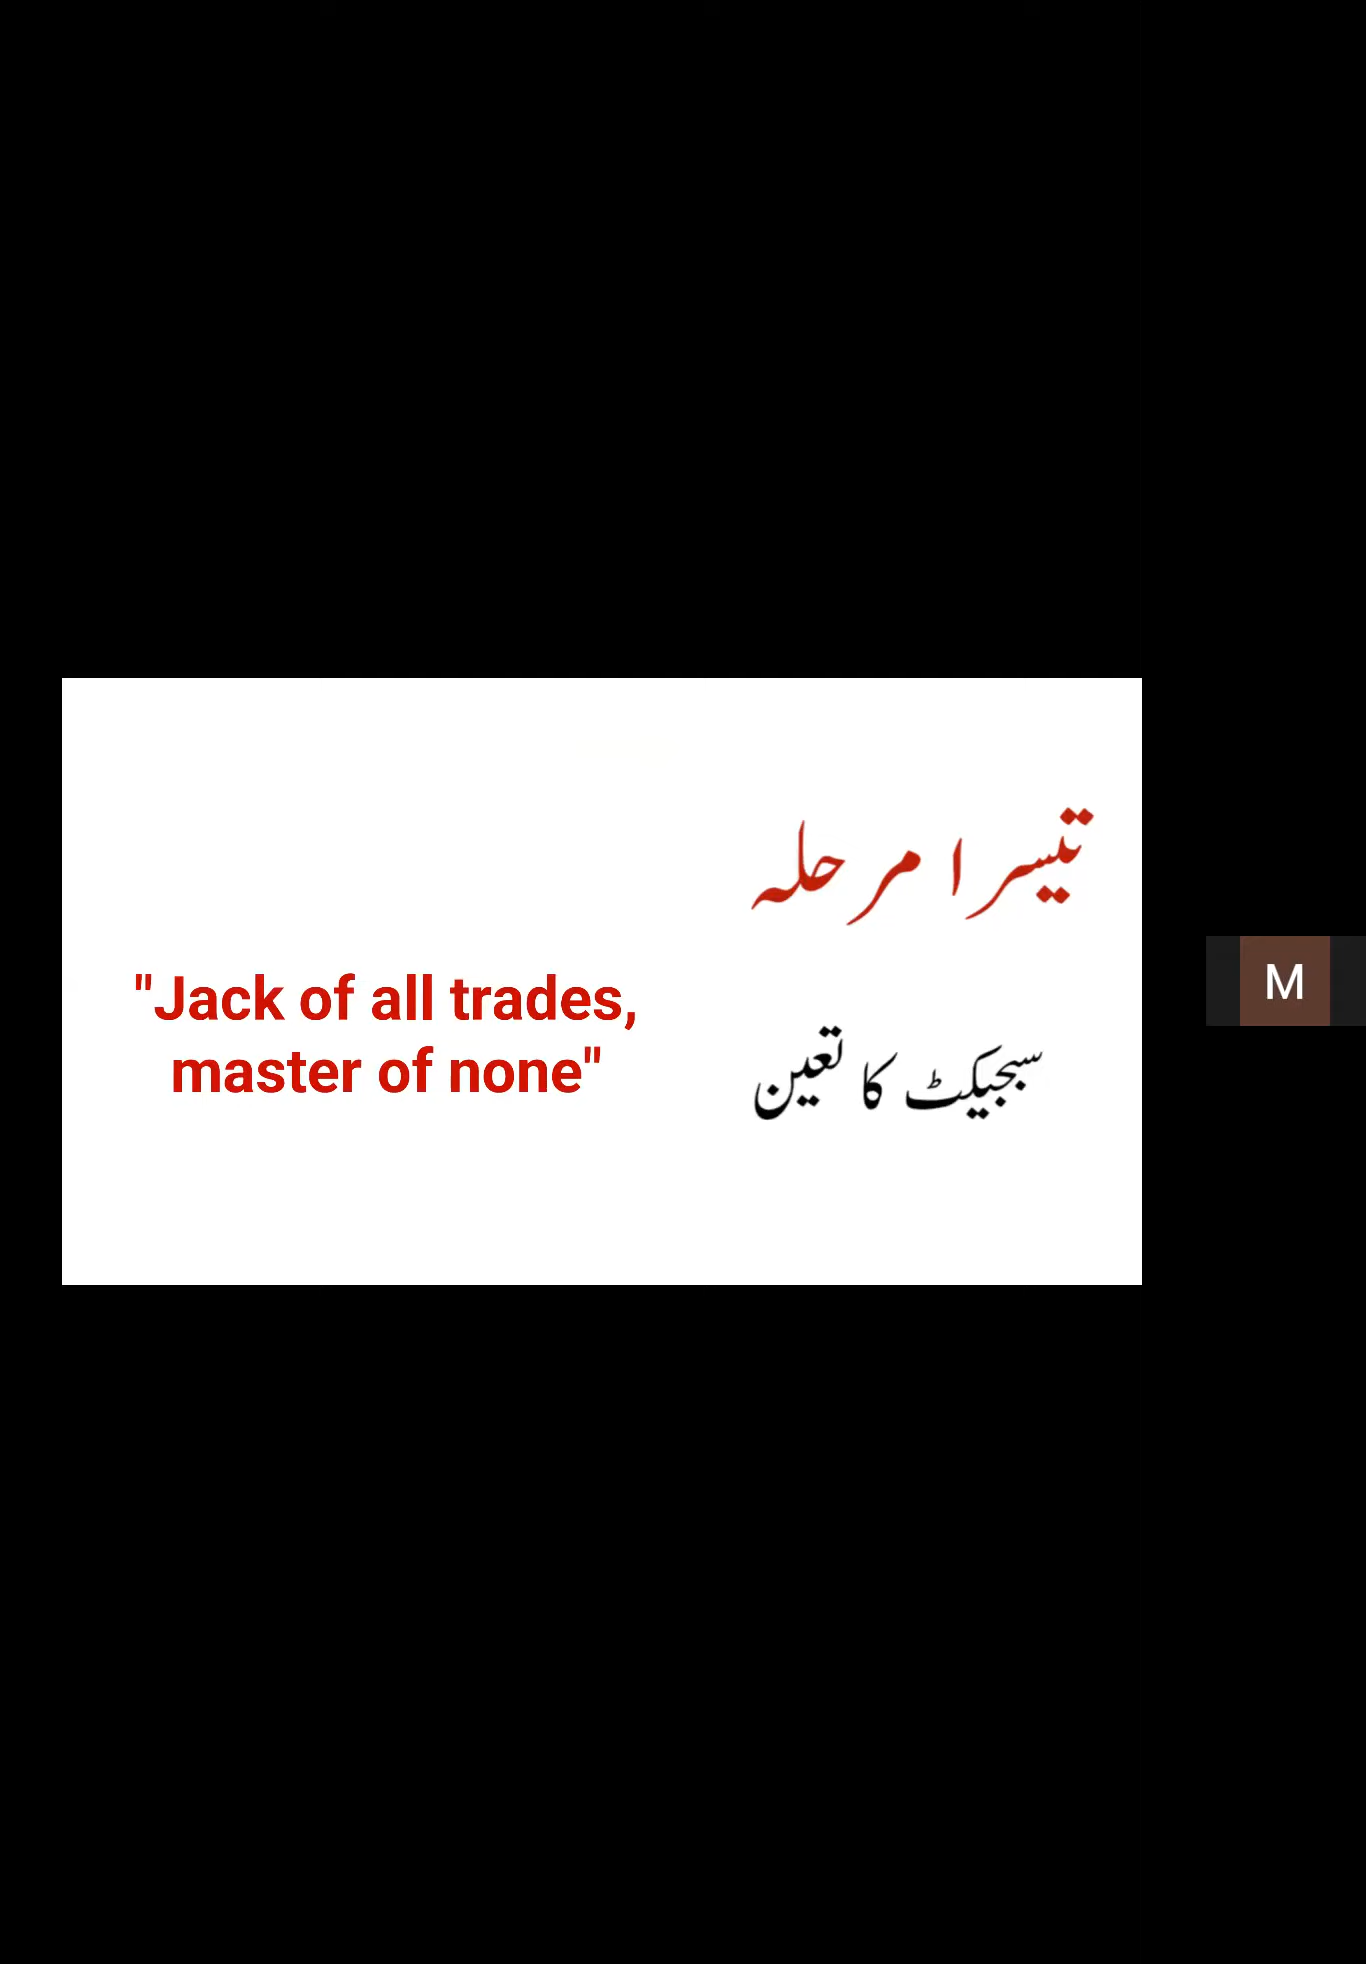 تیسرا مرحلہ
"Jack of all trades,
master of none"
سبجیکٹ کا تعین
M